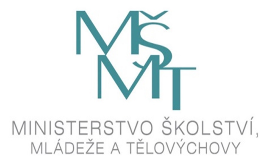 MŠ
MT
MINISTERSTVO ŠKOLSTVÍ,
MLÁDEŽE A TĚLOVÝCHOVY